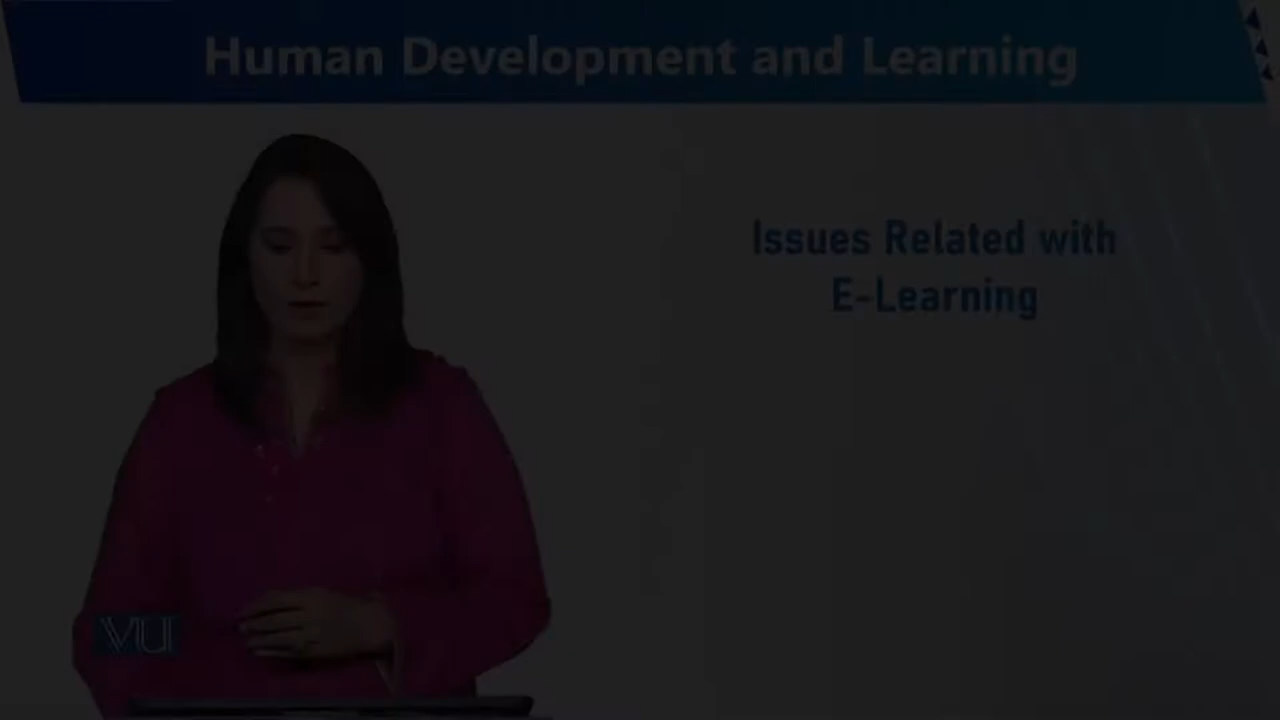 Human Development and Learning
Issues Related with
E-Learning
VU